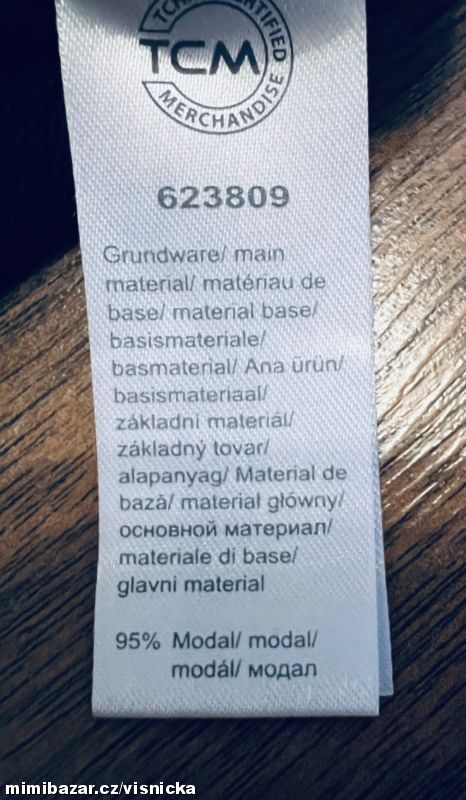 TCM
CERTIFIED
MERCHANDISE
623809
Grundware/ main
material/ matériau de
base/ material base/
basismateriale/
basmaterial/ Ana ürün/
basismateriaal/
základní materiál/
základný tovar/
alapanyag/ Material de
bază/ materiał główny/
основной материал/
materiale di base/
glavni material
95% Modal/ modal/
modál/ модал
mimibazar.cz/visnicka